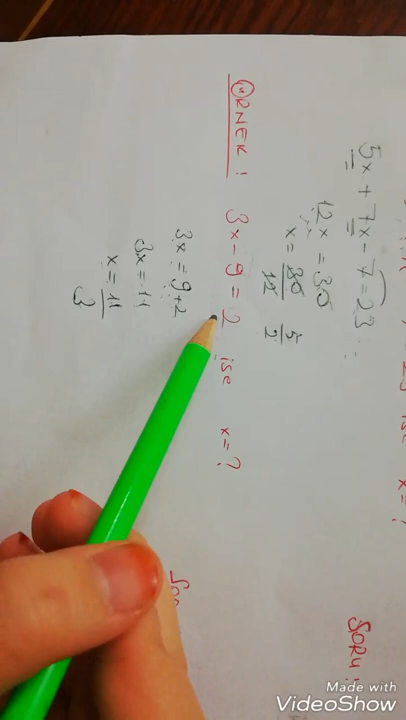 5x + 7x - 7 = 23
12x = 30
x = 30/12 5/2
ÖRNEK! 3x - 9 = 2 ise x = ?
3x = 9 + 2
3x = 11
x = 11/3
SORU:
Made with
VideoShow